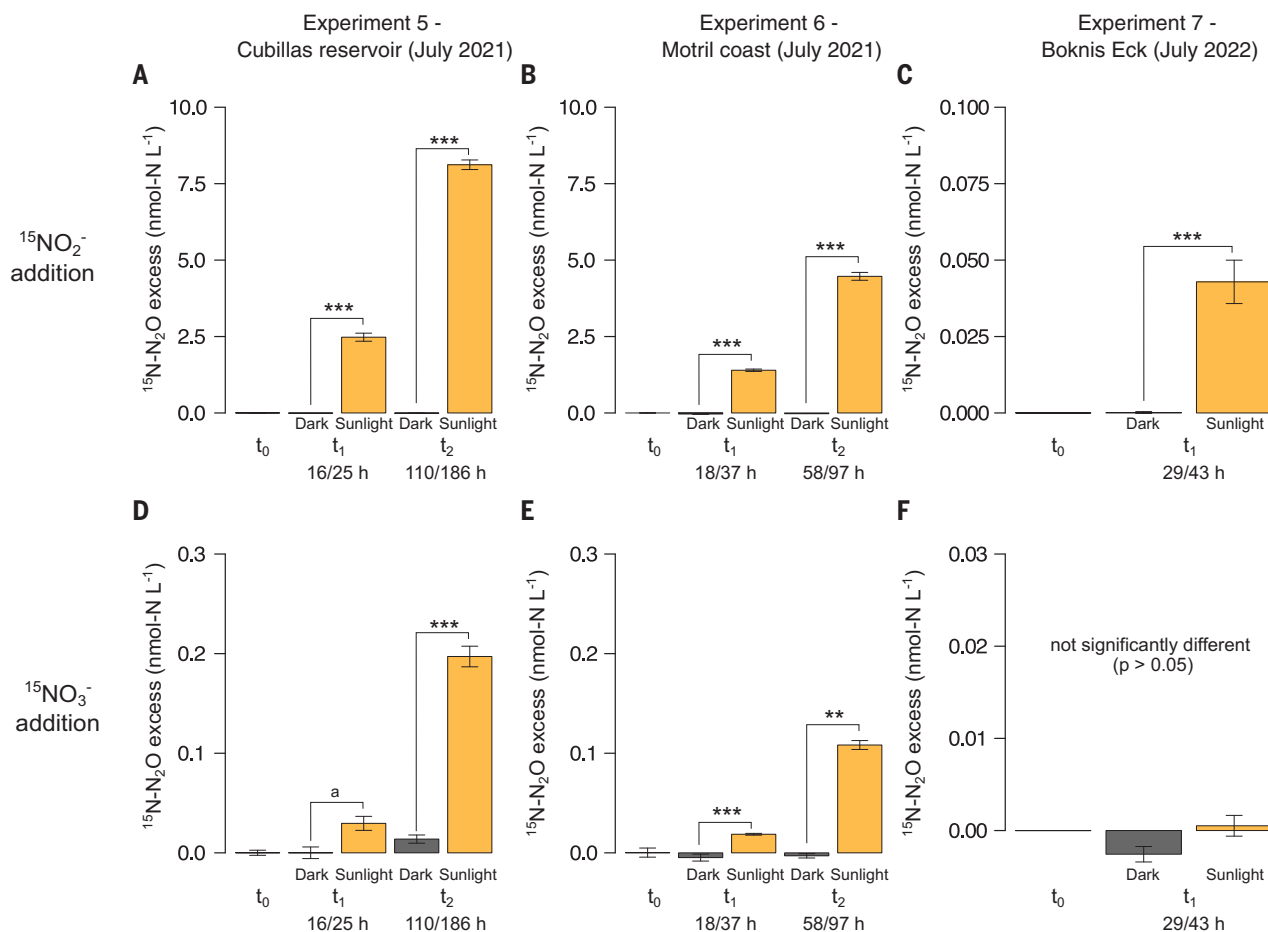 Experiment 5 -
Cubillas reservoir (July 2021)
Experiment 6 -
Motril coast (July 2021)
Experiment 7 -
Boknis Eck (July 2022)
¹⁵NO₂⁻
addition
A
¹⁵N-N₂O excess (nmol-N L⁻¹)
10.0
7.5
5.0
2.5
0.0
***
***
Dark Sunlight Dark Sunlight
t₀ t₁ t₂
16/25 h 110/186 h
B
¹⁵N-N₂O excess (nmol-N L⁻¹)
10.0
7.5
5.0
2.5
0.0
***
***
Dark Sunlight Dark Sunlight
t₀ t₁ t₂
18/37 h 58/97 h
C
¹⁵N-N₂O excess (nmol-N L⁻¹)
0.100
0.075
0.050
0.025
0.000
***
Dark Sunlight
t₀ t₁
29/43 h
¹⁵NO₃⁻
addition
D
¹⁵N-N₂O excess (nmol-N L⁻¹)
0.3
0.2
0.1
0.0
a
***
Dark Sunlight Dark Sunlight
t₀ t₁ t₂
16/25 h 110/186 h
E
¹⁵N-N₂O excess (nmol-N L⁻¹)
0.3
0.2
0.1
0.0
***
**
Dark Sunlight Dark Sunlight
t₀ t₁ t₂
18/37 h 58/97 h
F
¹⁵N-N₂O excess (nmol-N L⁻¹)
0.03
0.02
0.01
0.00
not significantly different
(p > 0.05)
Dark Sunlight
t₀ t₁
29/43 h